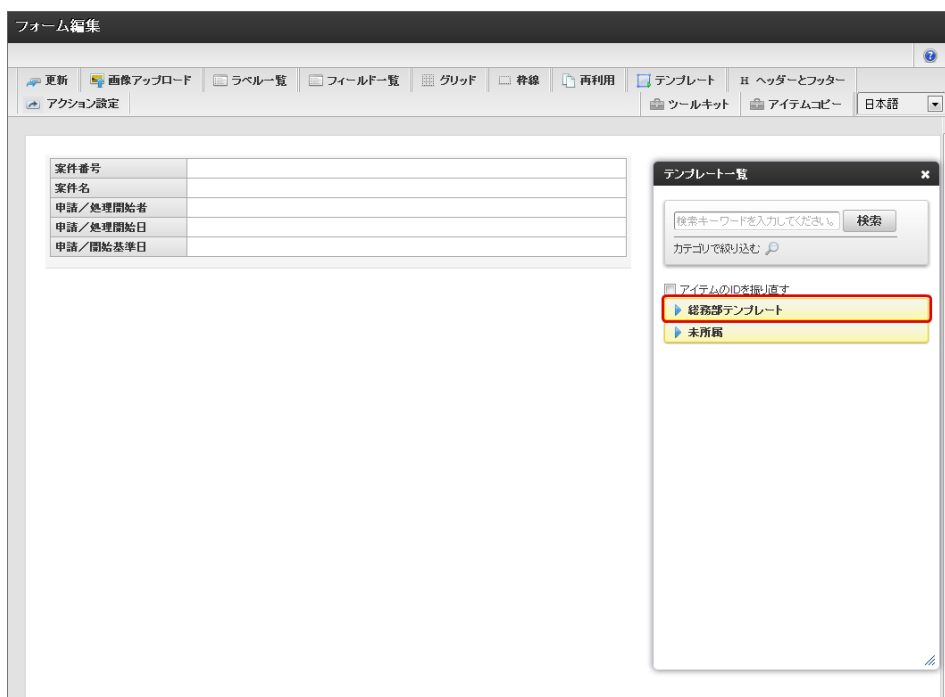 フォーム編集
更新 画像アップロード ラベル一覧 フィールド一覧 グリッド 枠線 再利用 テンプレート H ヘッダーとフッター
アクション設定 ツールキット アイテムコピー 日本語
案件番号
案件名
申請／処理開始者
申請／処理開始日
申請／開始基準日
テンプレート一覧
検索キーワードを入力してください。 検索
カテゴリで絞り込む
アイテムのIDを振り直す
総務部テンプレート
未所属